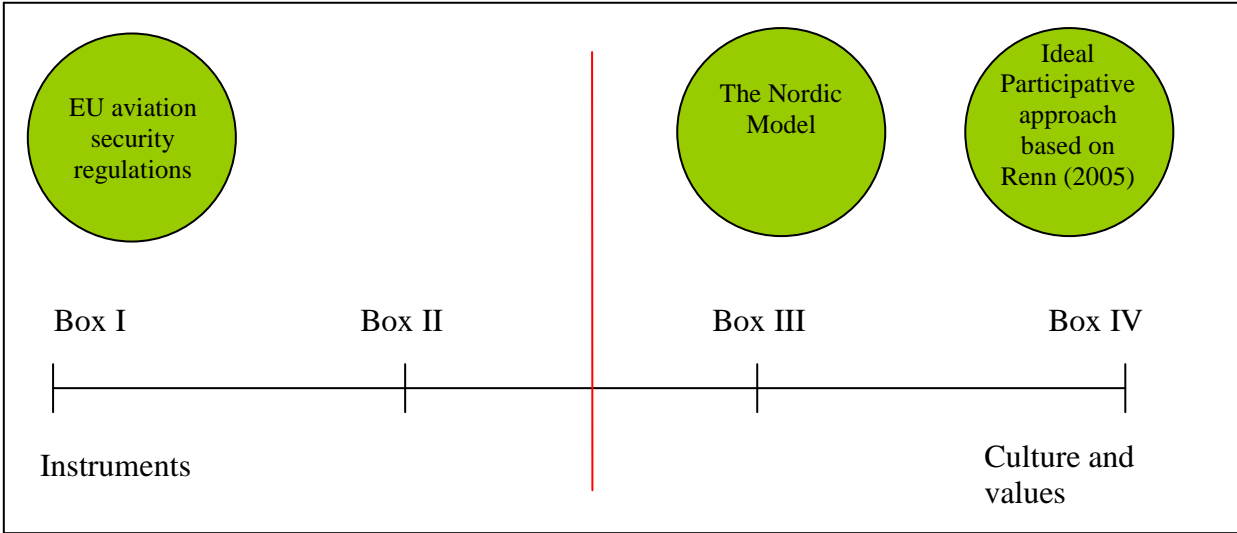 EU aviation
security
regulations
The Nordic
Model
Ideal
Participative
approach
based on
Renn (2005)
Box I
Box II
Box III
Box IV
Instruments
Culture and
values